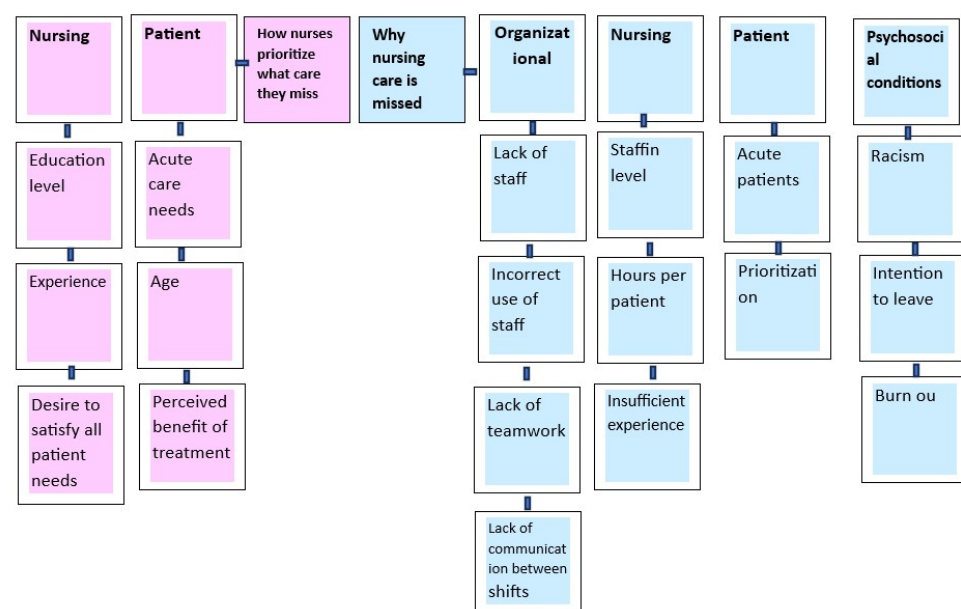 Nursing
Patient
How nurses
prioritize
what care
they miss
Why
nursing
care is
missed
Organizat
ional
Nursing
Patient
Psychosoci
al
conditions
Education
level
Acute
care
needs
Lack of
staff
Staffin
level
Acute
patients
Racism
Experience
Age
Incorrect
use of
staff
Hours per
patient
Prioritizati
on
Intention
to leave
Desire to
satisfy all
patient
needs
Perceived
benefit of
treatment
Lack of
teamwork
Insufficient
experience
Burn ou
Lack of
communicat
ion between
shifts